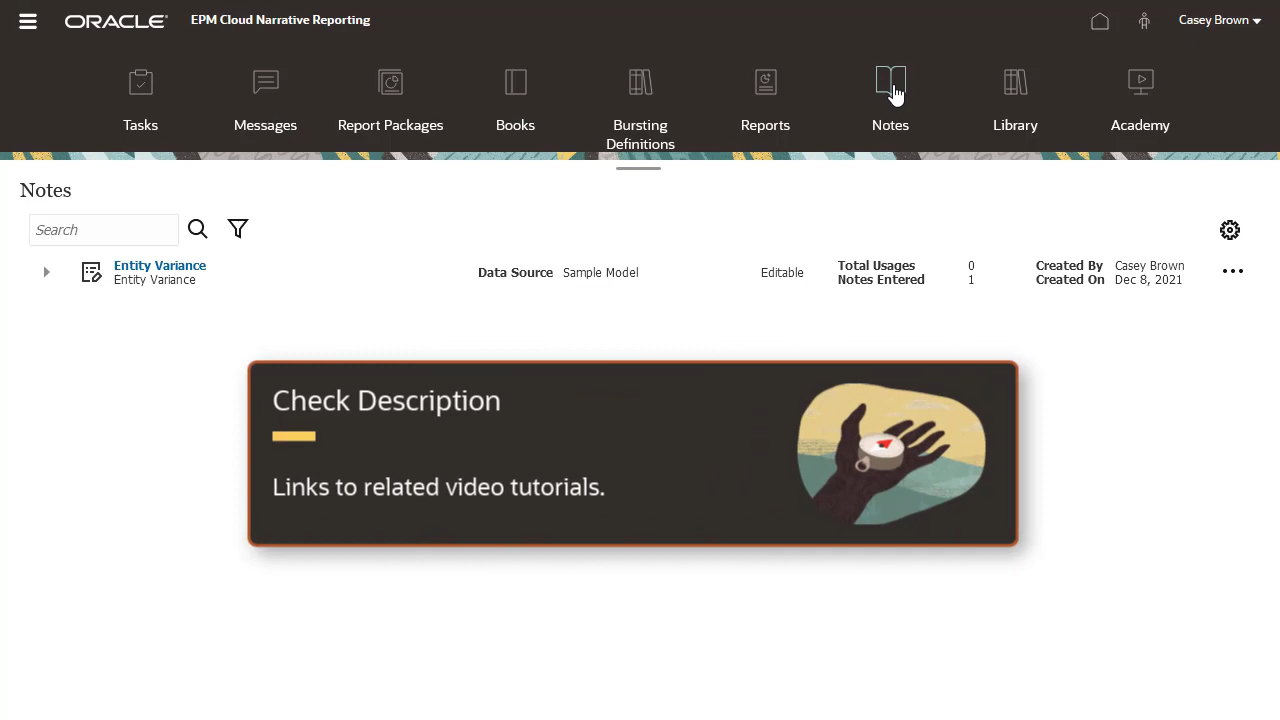 ORACLE EPM Cloud Narrative Reporting Casey Brown
Tasks Messages Report Packages Books Bursting Definitions Reports Notes Library Academy
Notes
Search
Entity Variance Data Source Sample Model Editable Total Usages 0 Created By Casey Brown
Entity Variance Notes Entered 1 Created On Dec 8, 2021
Check Description
Links to related video tutorials.